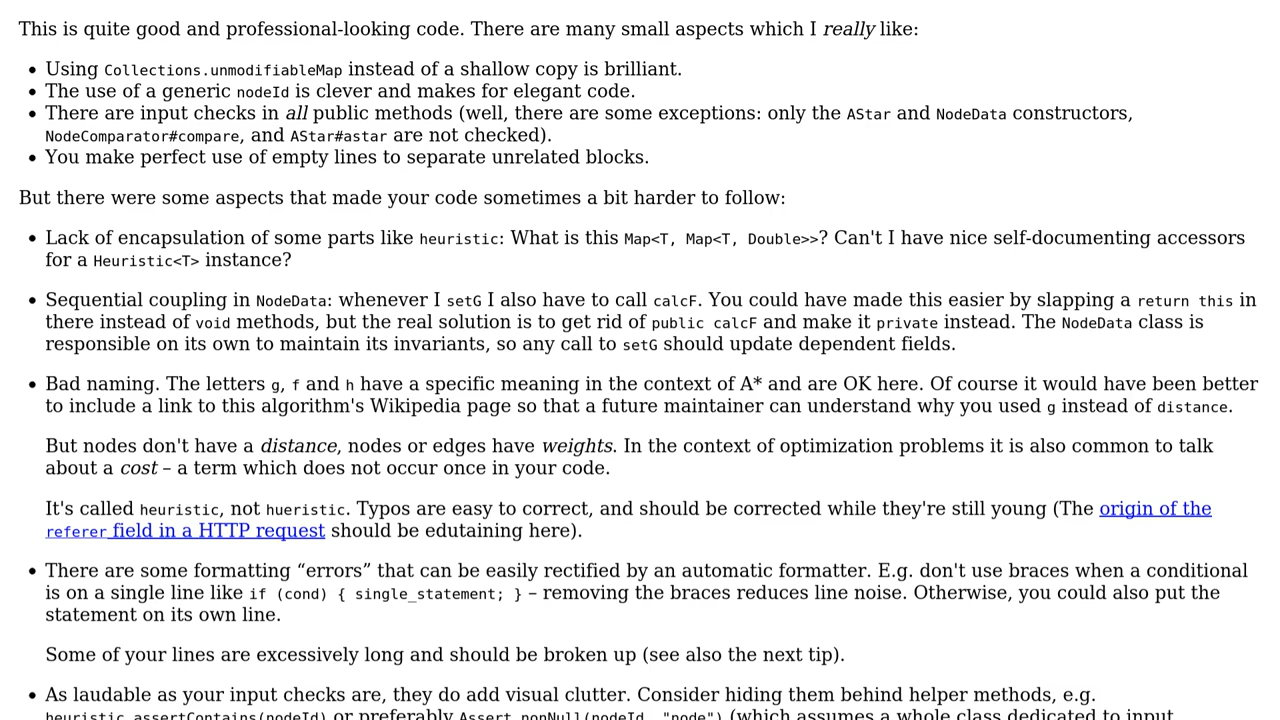 This is quite good and professional-looking code. There are many small aspects which I really like:
• Using Collections.unmodifiableMap instead of a shallow copy is brilliant.
• The use of a generic nodeId is clever and makes for elegant code.
• There are input checks in all public methods (well, there are some exceptions: only the AStar and NodeData constructors,
NodeComparator#compare, and AStar#astar are not checked).
• You make perfect use of empty lines to separate unrelated blocks.
But there were some aspects that made your code sometimes a bit harder to follow:
• Lack of encapsulation of some parts like heuristic: What is this Map<T, Map<T, Double>>? Can't I have nice self-documenting accessors
for a Heuristic<T> instance?
• Sequential coupling in NodeData: whenever I setG I also have to call calcF. You could have made this easier by slapping a return this in
there instead of void methods, but the real solution is to get rid of public calcF and make it private instead. The NodeData class is
responsible on its own to maintain its invariants, so any call to setG should update dependent fields.
• Bad naming. The letters g, f and h have a specific meaning in the context of A* and are OK here. Of course it would have been better
to include a link to this algorithm's Wikipedia page so that a future maintainer can understand why you used g instead of distance.
But nodes don't have a distance, nodes or edges have weights. In the context of optimization problems it is also common to talk
about a cost – a term which does not occur once in your code.
It's called heuristic, not hueristic. Typos are easy to correct, and should be corrected while they're still young (The origin of the
referer field in a HTTP request should be edutaining here).
• There are some formatting “errors” that can be easily rectified by an automatic formatter. E.g. don't use braces when a conditional
is on a single line like if (cond) { single_statement; } – removing the braces reduces line noise. Otherwise, you could also put the
statement on its own line.
Some of your lines are excessively long and should be broken up (see also the next tip).
• As laudable as your input checks are, they do add visual clutter. Consider hiding them behind helper methods, e.g.
heuristic.assertContains(nodeId) or preferably Assert.nonNull(nodeId, "node") (which assumes a whole class dedicated to input